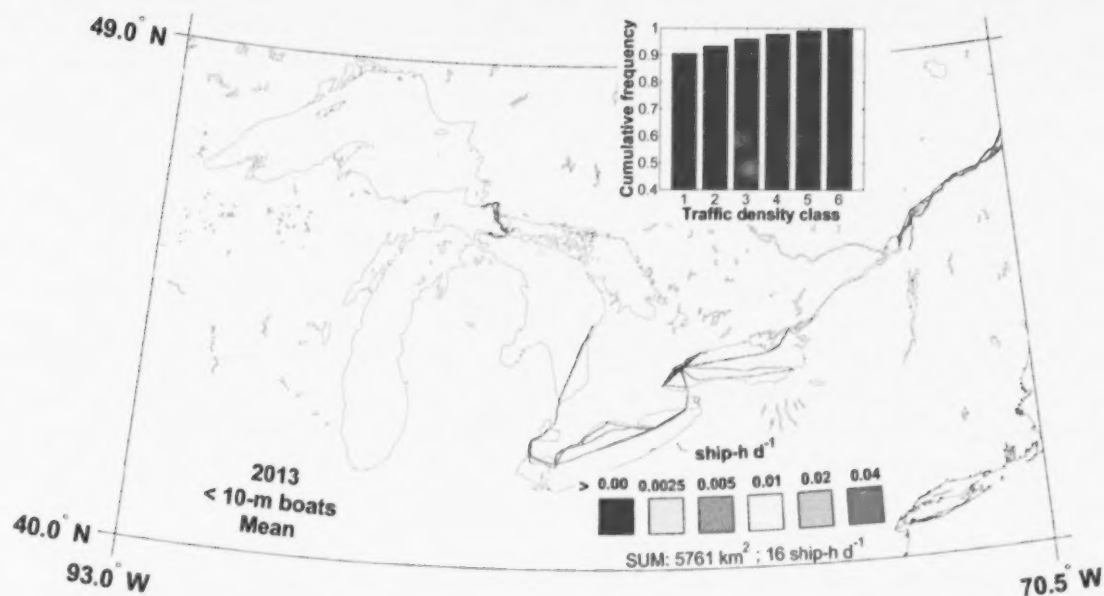 49.0° N
Cumulative frequency
1
0.9
0.8
0.7
0.6
0.5
0.4
1 2 3 4 5 6
Traffic density class
2013
< 10-m boats
Mean
ship-h d⁻¹
> 0.00 0.0025 0.005 0.01 0.02 0.04
SUM: 5761 km² ; 16 ship-h d⁻¹
40.0° N
93.0° W
70.5° W